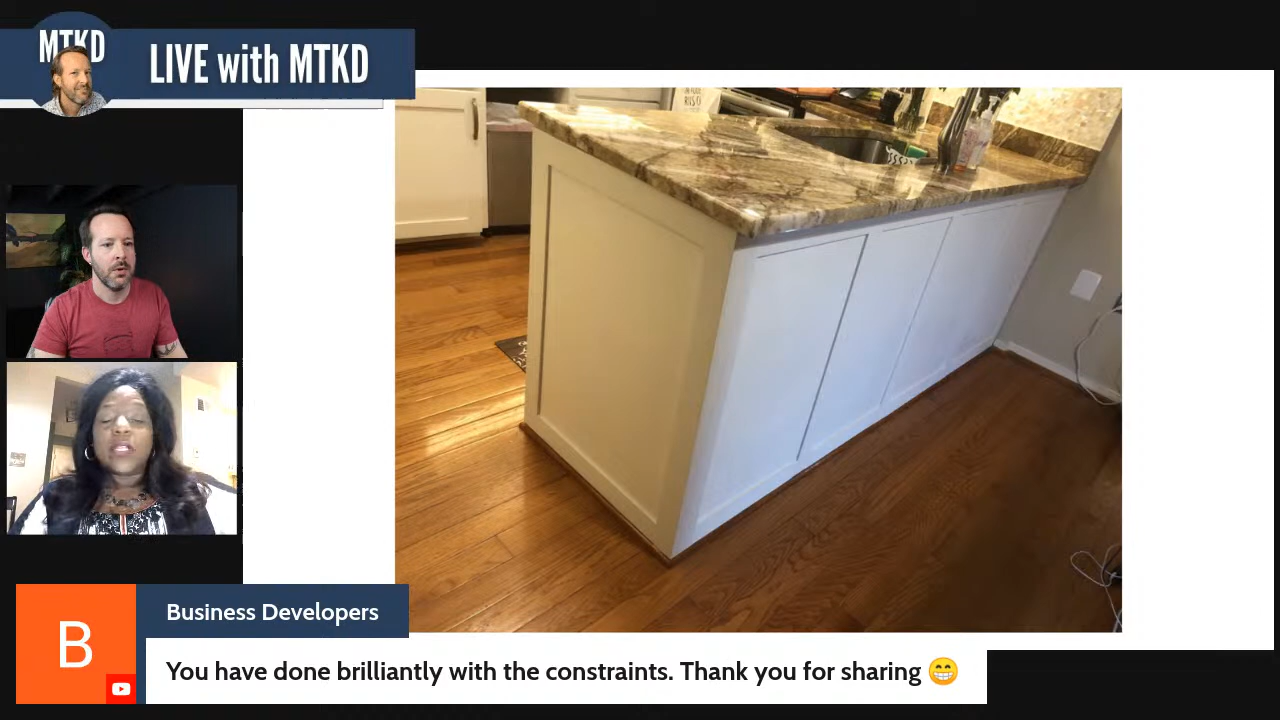 MTKD
LIVE with MTKD
Business Developers
B
You have done brilliantly with the constraints. Thank you for sharing 😁